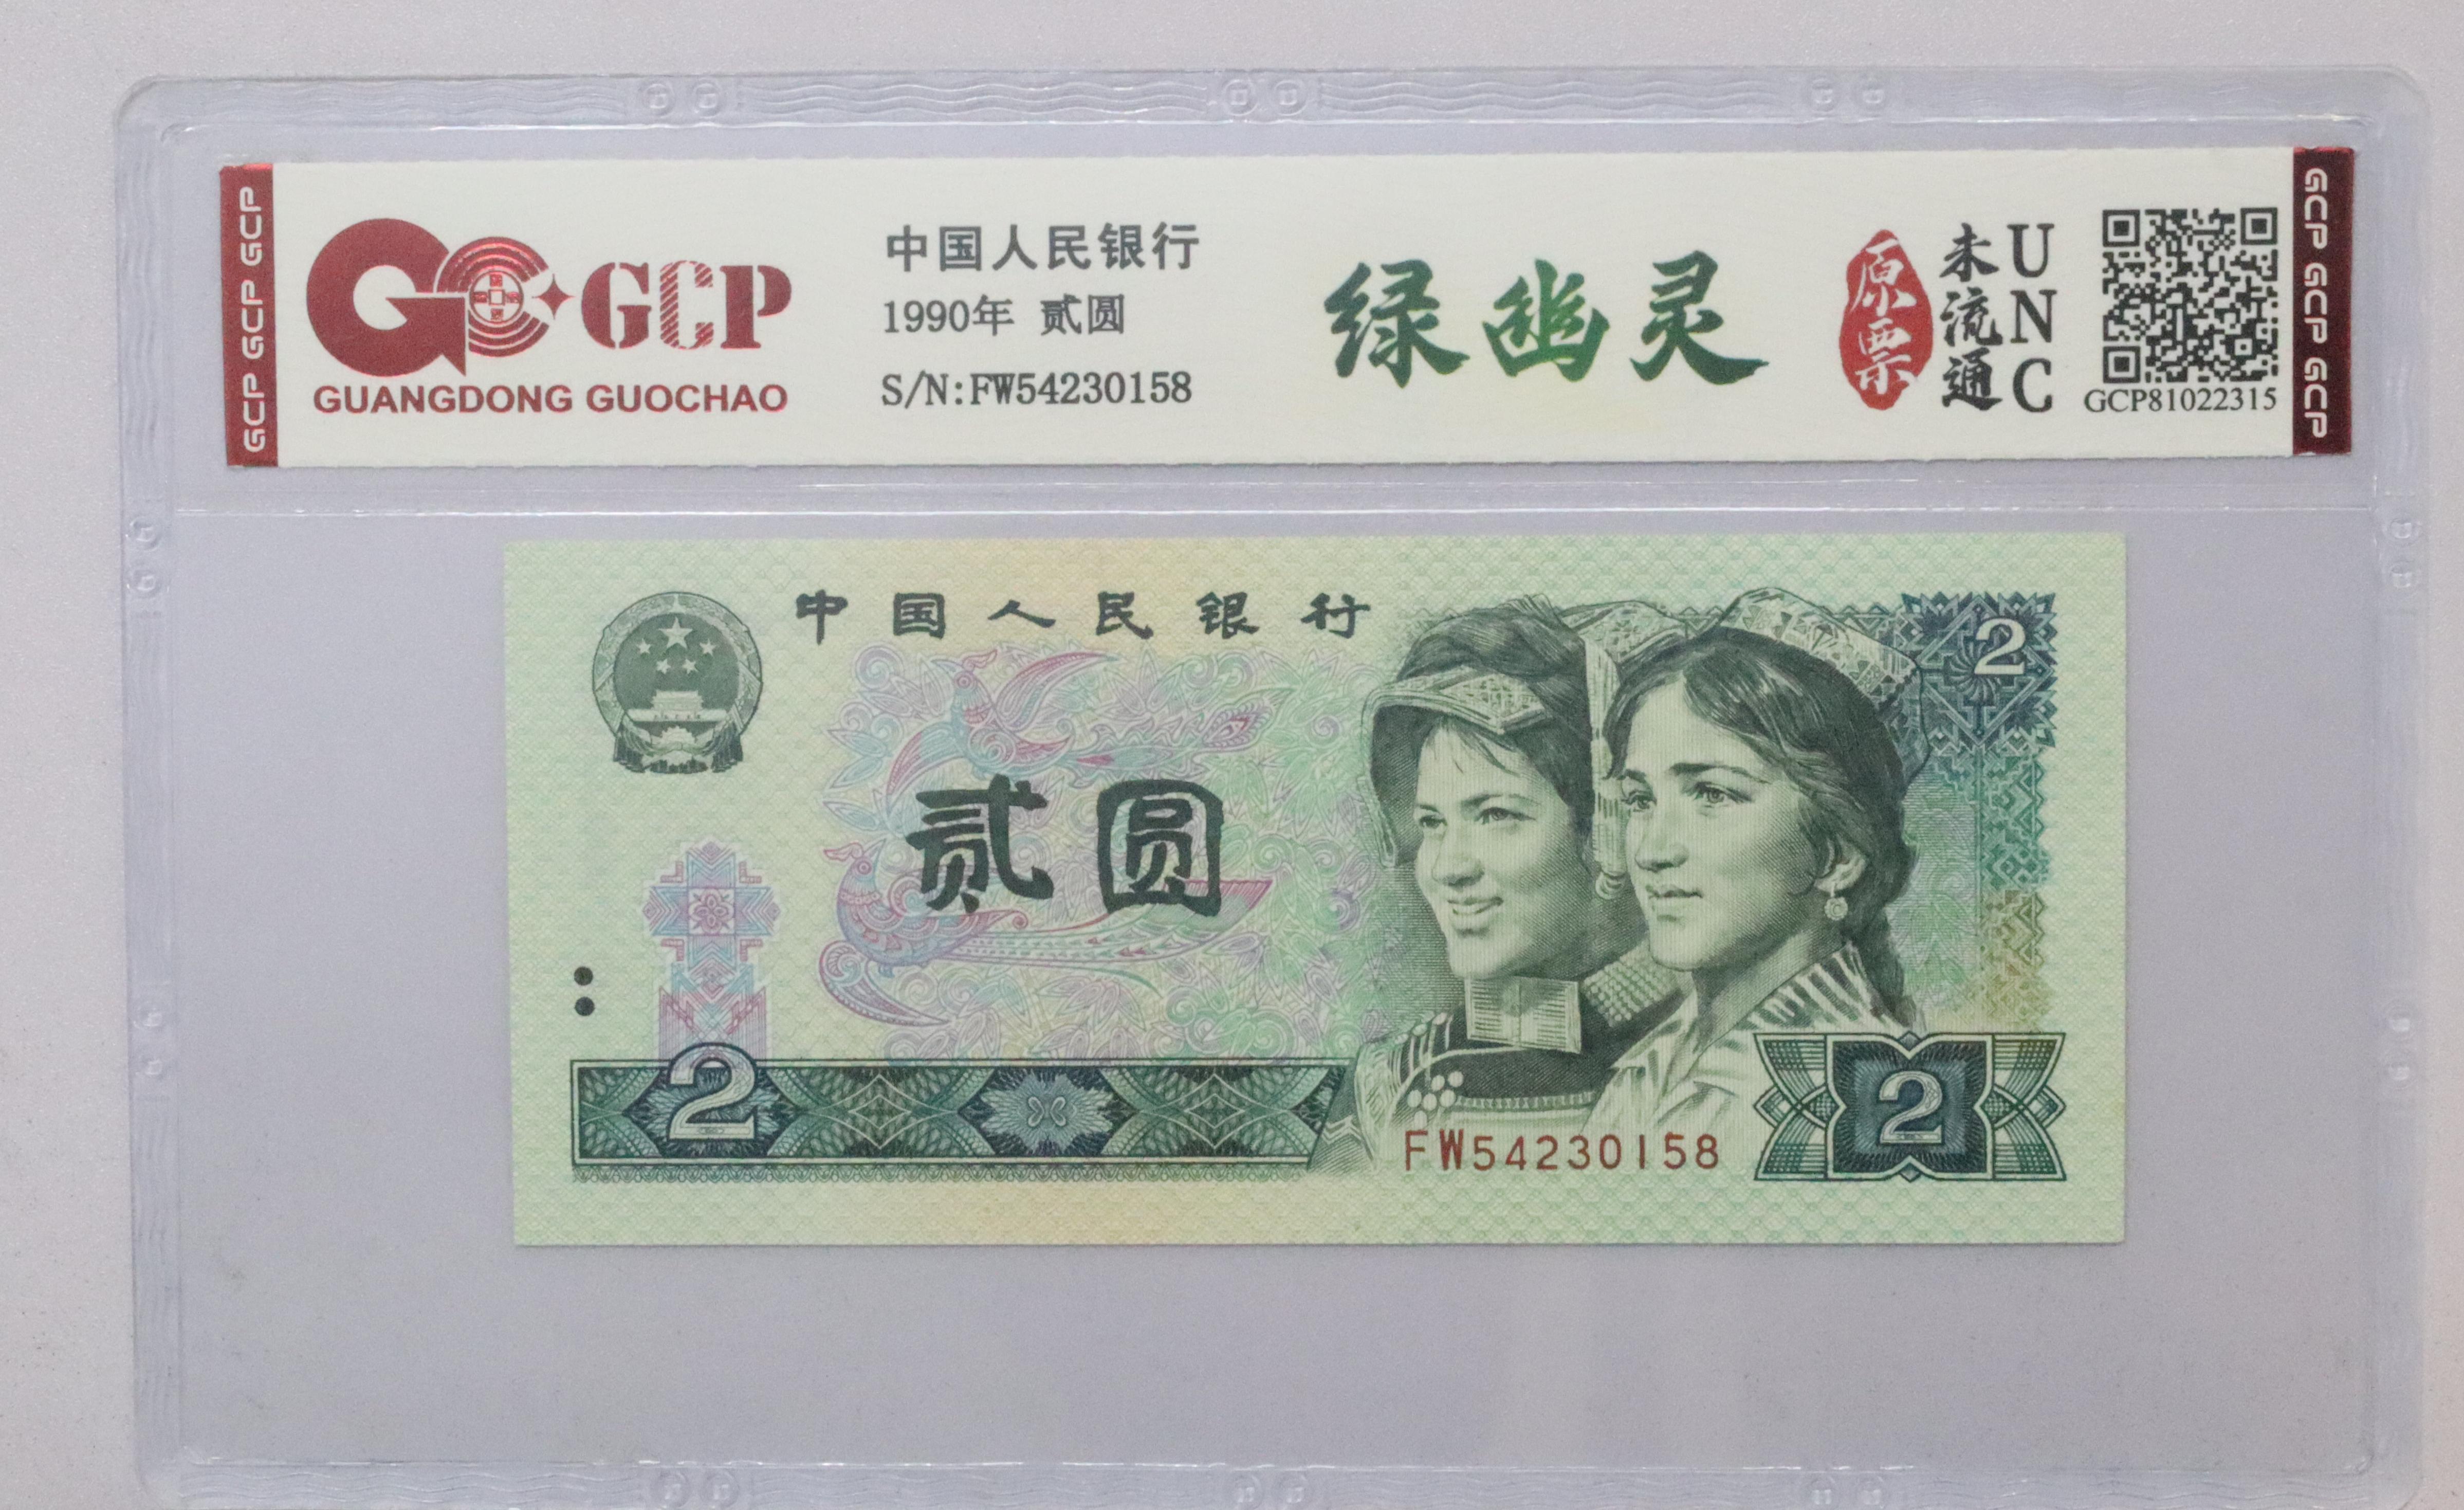 GCP GCP GCP
GCP
GUANGDONG GUOCHAO
中国人民银行
1990年 贰圆
S/N:FW54230158
绿幽灵
原票
未流通
UNC
GCP81022315
GCP GCP GCP
中国人民银行
2
贰圆
2
FW54230158
2